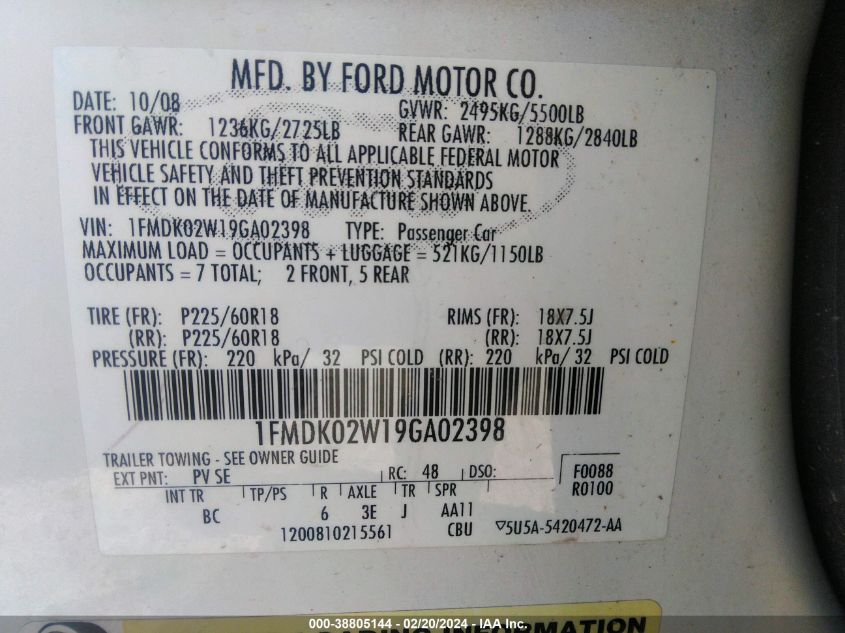 MFD. BY FORD MOTOR CO.
DATE: 10/08 GVWR: 2495KG/5500LB
FRONT GAWR: 1236KG/2725LB REAR GAWR: 1288KG/2840LB
THIS VEHICLE CONFORMS TO ALL APPLICABLE FEDERAL MOTOR
VEHICLE SAFETY AND THEFT PREVENTION STANDARDS
IN EFFECT ON THE DATE OF MANUFACTURE SHOWN ABOVE.
VIN: 1FMDK02W19GA02398 TYPE: Passenger Car
MAXIMUM LOAD = OCCUPANTS + LUGGAGE = 521KG/1150LB
OCCUPANTS = 7 TOTAL; 2 FRONT, 5 REAR
TIRE (FR): P225/60R18 RIMS (FR): 18X7.5J
(RR): P225/60R18 (RR): 18X7.5J
PRESSURE (FR): 220 kPa/ 32 PSI COLD (RR): 220 kPa/ 32 PSI COLD
1FMDK02W19GA02398
TRAILER TOWING - SEE OWNER GUIDE
EXT PNT: PV SE RC: 48 DSO: F0088
INT TR TP/PS R AXLE TR SPR R0100
BC 6 3E J AA11
1200810215561 CBU 5U5A-5420472-AA
LOADING INFORMATION
IMAGE © - 38805144 - 02/20/2024 - IAA Inc.